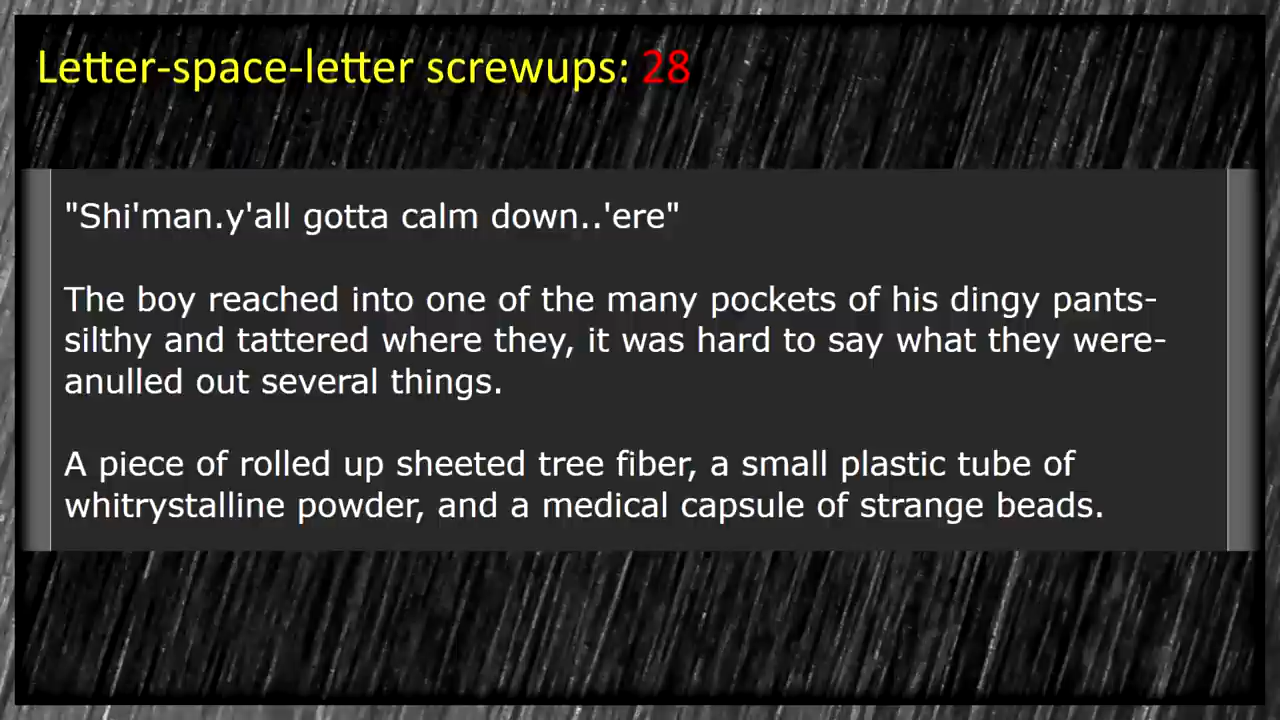 Letter-space-letter screwups: 28
"Shi'man.y'all gotta calm down..'ere"
The boy reached into one of the many pockets of his dingy pants-
silthy and tattered where they, it was hard to say what they were-
anulled out several things.
A piece of rolled up sheeted tree fiber, a small plastic tube of
whitrystalline powder, and a medical capsule of strange beads.